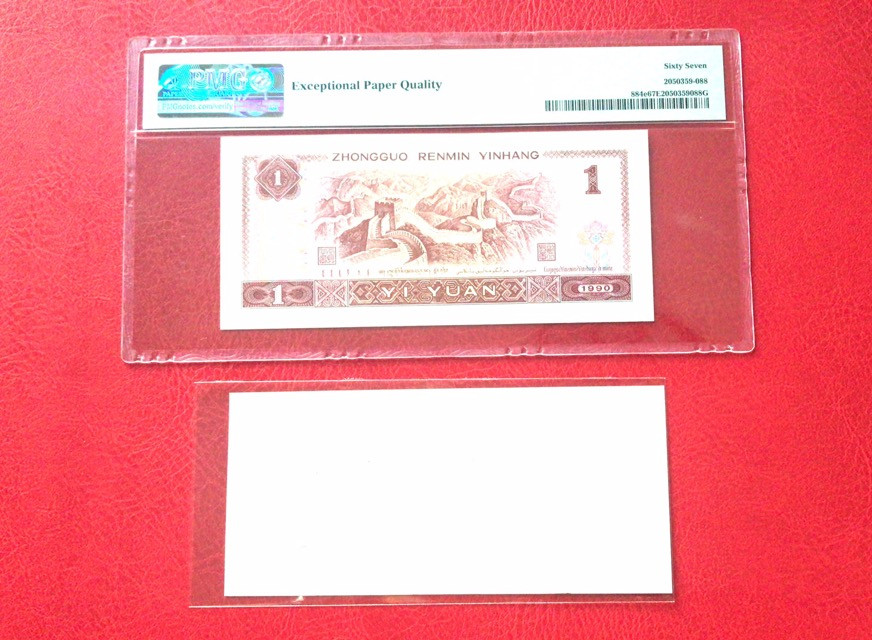 PMG
Exceptional Paper Quality
Sixty Seven
2050359-088
884e67E2050359088G
ZHONGGUO RENMIN YINHANG
1
1
1
YI YUAN
1990